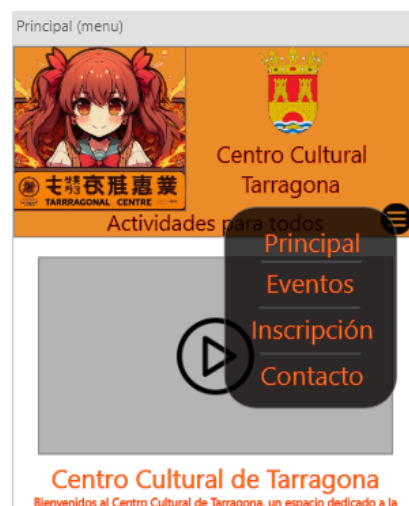 Principal (menu)
TARRRAGONAL CENTRE
Centro Cultural
Tarragona
Actividades para todos
Principal
Eventos
Inscripción
Contacto
Centro Cultural de Tarragona
Bienvenidos al Centro Cultural de Tarragona, un espacio dedicado a la